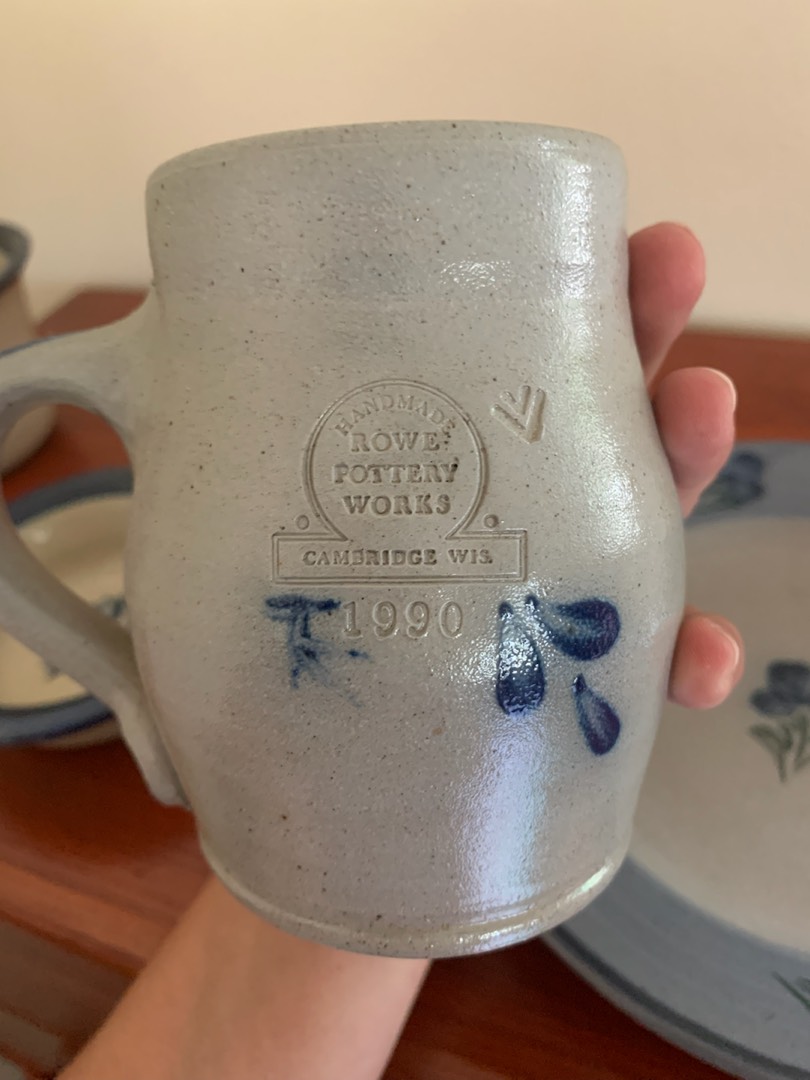 HANDMADE
ROWE
POTTERY
WORKS
CAMBRIDGE WIS.
1990